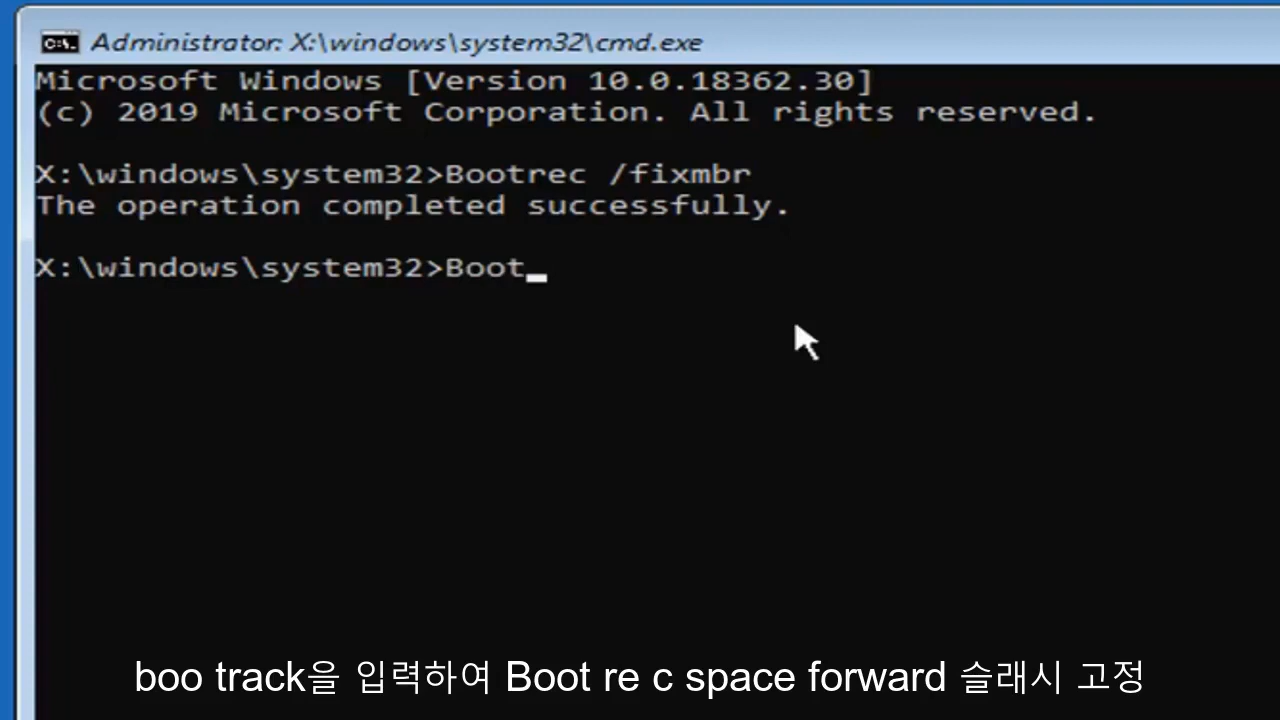 Administrator: X:\windows\system32\cmd.exe
Microsoft Windows [Version 10.0.18362.30]
(c) 2019 Microsoft Corporation. All rights reserved.
X:\windows\system32>Bootrec /fixmbr
The operation completed successfully.
X:\windows\system32>Boot_
boo track을 입력하여 Boot re c space forward 슬래시 고정